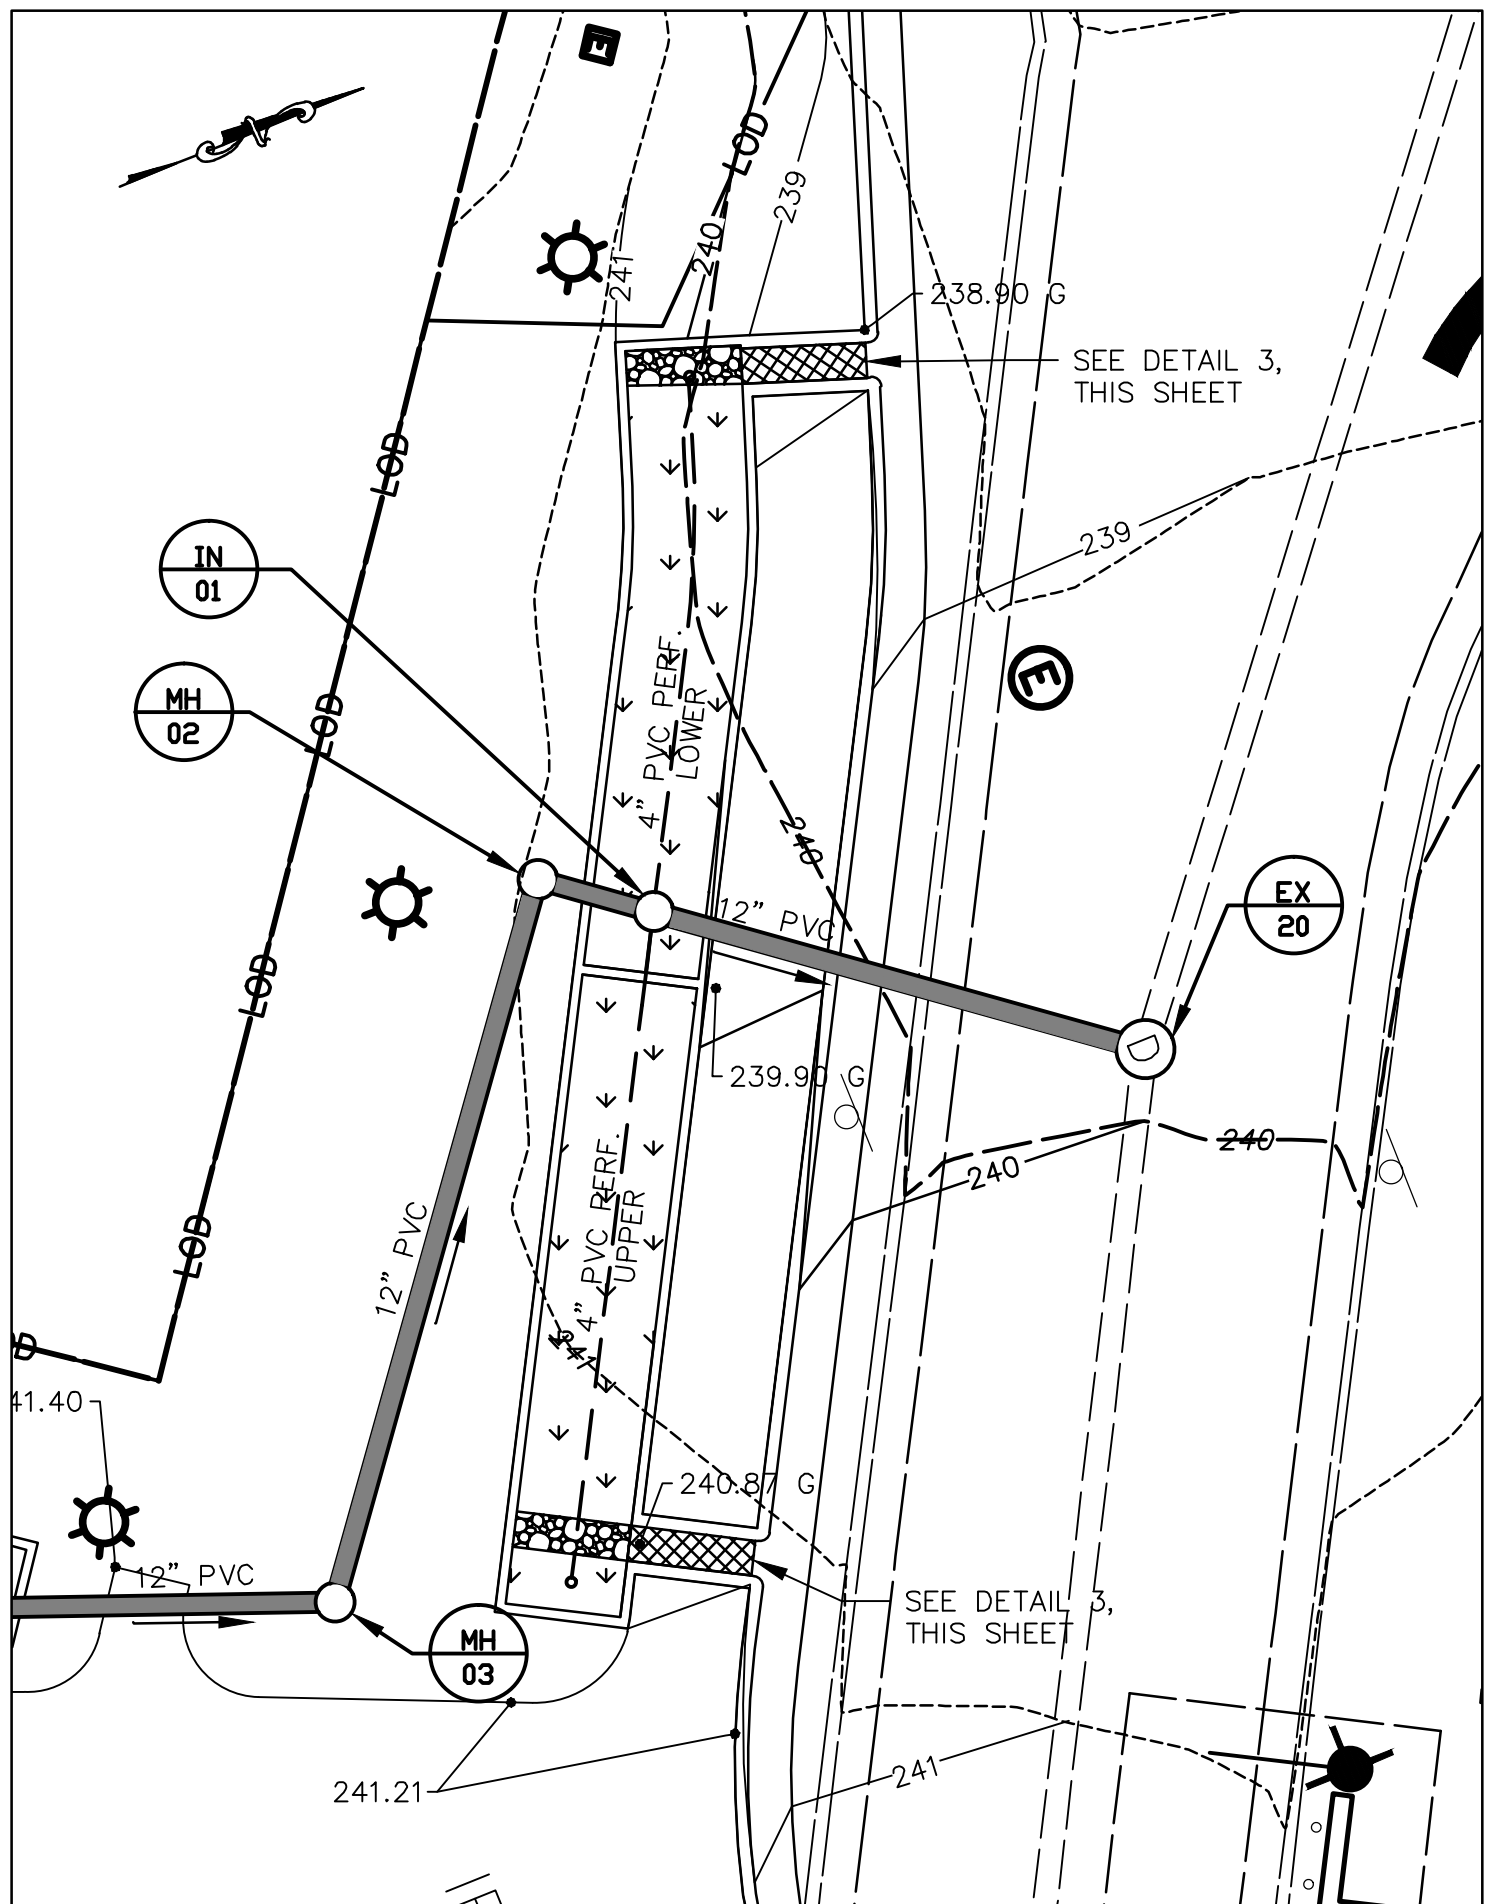 E
LOD
239
240
241
238.90 G
SEE DETAIL 3,
THIS SHEET
LOD
239
IN
01
4" PVC PERF.
LOWER
E
MH
02
LOD
240
12" PVC
EX
20
LOD
D
239.90 G
240
240
LOD
12" PVC
4" PVC PERF.
UPPER
241
D
41.40
240.87 G
12" PVC
SEE DETAIL 3,
THIS SHEET
MH
03
241.21
241